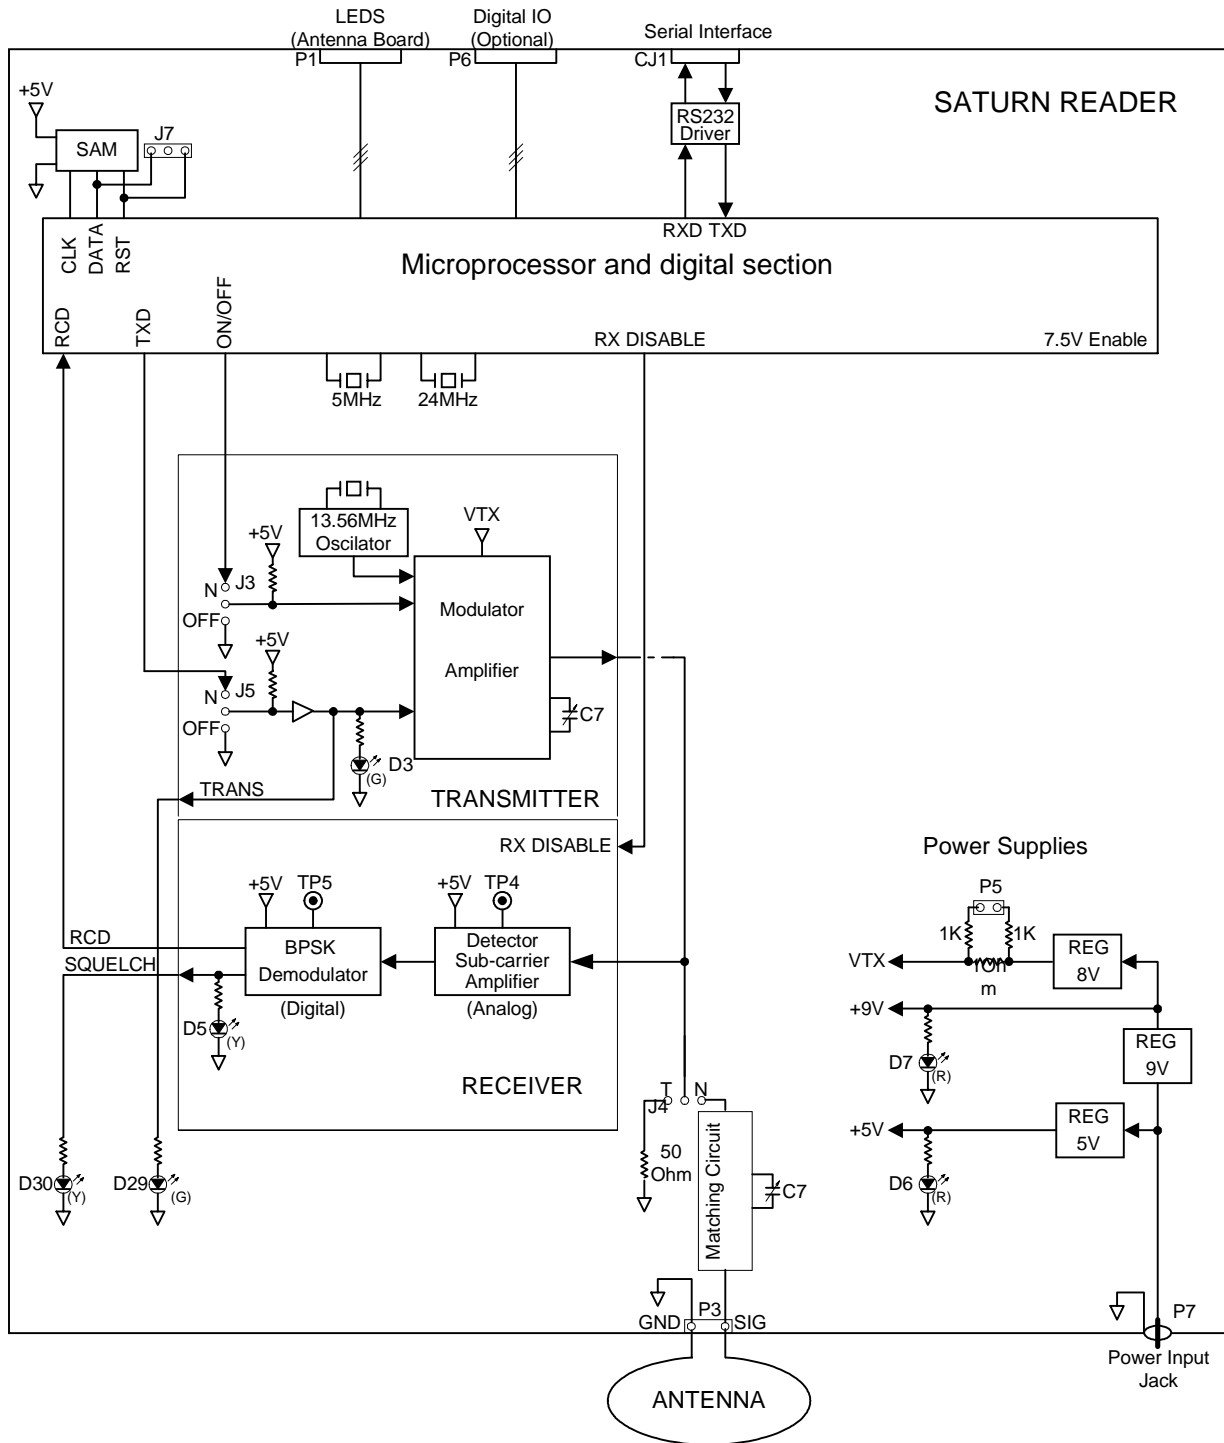 LEDS
(Antenna Board)
Digital IO
(Optional)
Serial Interface
P1
P6
CJ1
SATURN READER
+5V
SAM
J7
RS232
Driver
CLK
DATA
RST
RXD TXD
Microprocessor and digital section
RCD
TXD
ON/OFF
RX DISABLE
7.5V Enable
5MHz
24MHz
13.56MHz
Oscilator
VTX
+5V
N
J3
OFF
Modulator
Amplifier
+5V
N
J5
OFF
C7
D3
(G)
TRANS
TRANSMITTER
RX DISABLE
+5V
TP5
+5V
TP4
RCD
SQUELCH
BPSK
Demodulator
(Digital)
Detector
Sub-carrier
Amplifier
(Analog)
D5
(Y)
RECEIVER
D30
(Y)
D29
(G)
T
N
J4
50
Ohm
Matching Circuit
C7
Power Supplies
P5
1K
1K
VTX
1Oh
m
REG
8V
+9V
D7
(R)
REG
9V
+5V
REG
5V
D6
(R)
GND
P3
SIG
ANTENNA
P7
Power Input
Jack